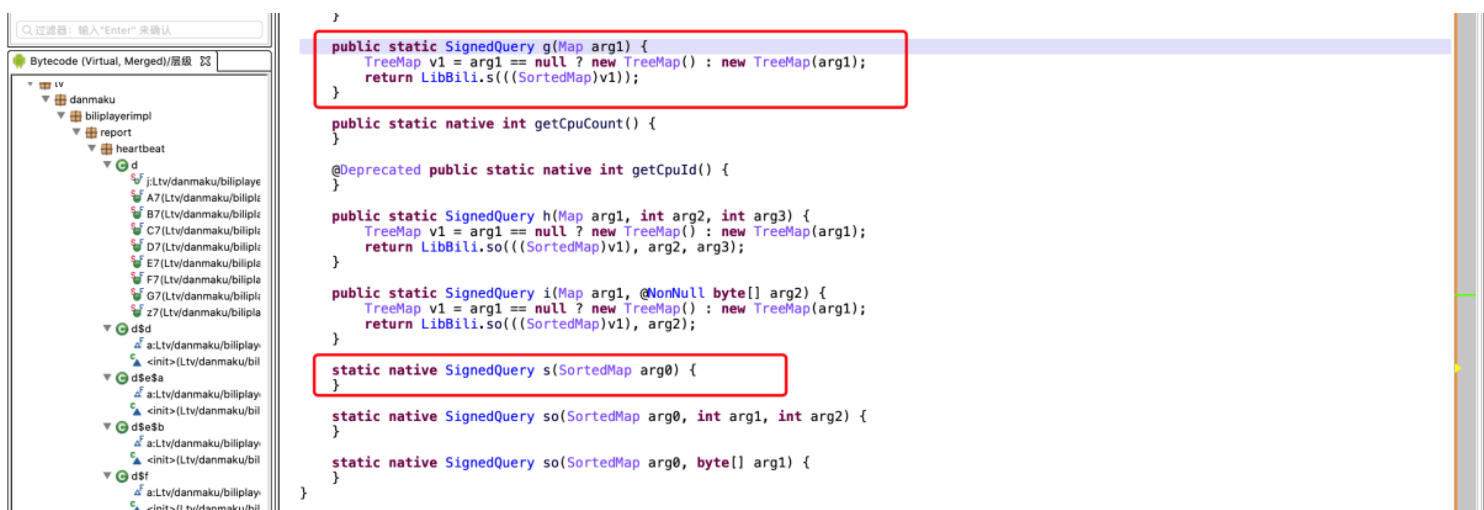 过滤器：输入"Enter" 来确认
Bytecode (Virtual, Merged)/层级
tv
danmaku
biliplayerimpl
report
heartbeat
d
j:Ltv/danmaku/biliplaye
A7(Ltv/danmaku/bilipla
B7(Ltv/danmaku/bilipla
C7(Ltv/danmaku/bilipla
D7(Ltv/danmaku/bilipla
E7(Ltv/danmaku/bilipla
F7(Ltv/danmaku/bilipla
G7(Ltv/danmaku/bilipla
z7(Ltv/danmaku/bilipla
d$d
a:Ltv/danmaku/biliplay
<init>(Ltv/danmaku/bil
d$e$a
a:Ltv/danmaku/biliplay
<init>(Ltv/danmaku/bil
d$e$b
a:Ltv/danmaku/biliplay
<init>(Ltv/danmaku/bil
d$f
a:Ltv/danmaku/biliplay
<init>(Ltv/danmaku/bil
}
public static SignedQuery g(Map arg1) {
TreeMap v1 = arg1 == null ? new TreeMap() : new TreeMap(arg1);
return LibBili.s(((SortedMap)v1));
}
public static native int getCpuCount() {
}
@Deprecated public static native int getCpuId() {
}
public static SignedQuery h(Map arg1, int arg2, int arg3) {
TreeMap v1 = arg1 == null ? new TreeMap() : new TreeMap(arg1);
return LibBili.so(((SortedMap)v1), arg2, arg3);
}
public static SignedQuery i(Map arg1, @NonNull byte[] arg2) {
TreeMap v1 = arg1 == null ? new TreeMap() : new TreeMap(arg1);
return LibBili.so(((SortedMap)v1), arg2);
}
static native SignedQuery s(SortedMap arg0) {
}
static native SignedQuery so(SortedMap arg0, int arg1, int arg2) {
}
static native SignedQuery so(SortedMap arg0, byte[] arg1) {
}
}